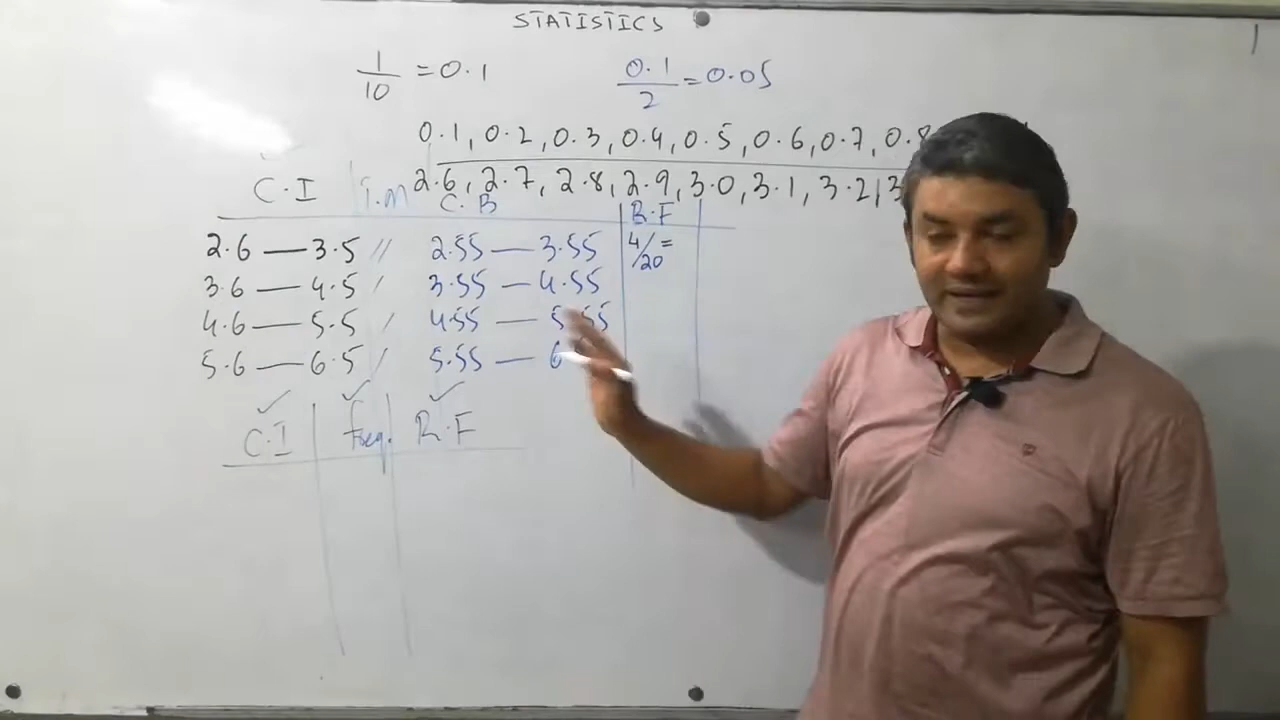 STATISTICS
1/10 = 0.1 0.1/2 = 0.05
0.1, 0.2, 0.3, 0.4, 0.5, 0.6, 0.7, 0.8
2.6, 2.7, 2.8, 2.9, 3.0, 3.1, 3.2, 3
C.I C.B R.F
2.6 — 3.5 // 2.55 — 3.55 4/20 =
3.6 — 4.5 / 3.55 — 4.55
4.6 — 5.5 / 4.55 — 5.55
5.6 — 6.5 / 5.55 — 6
✓ ✓ ✓
C.I Freq. R.F